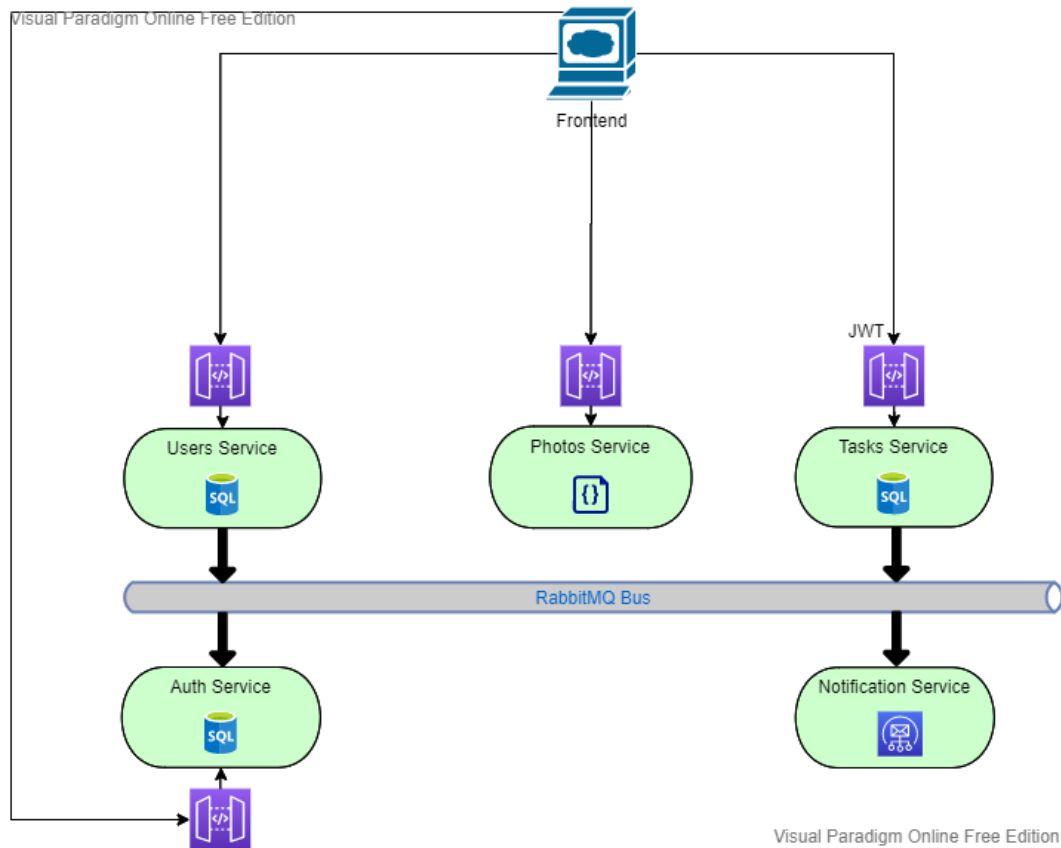 Visual Paradigm Online Free Edition
Frontend
JWT
</>
</>
</>
Users Service
SQL
Photos Service
{}
Tasks Service
SQL
RabbitMQ Bus
Auth Service
SQL
Notification Service
</>
Visual Paradigm Online Free Edition